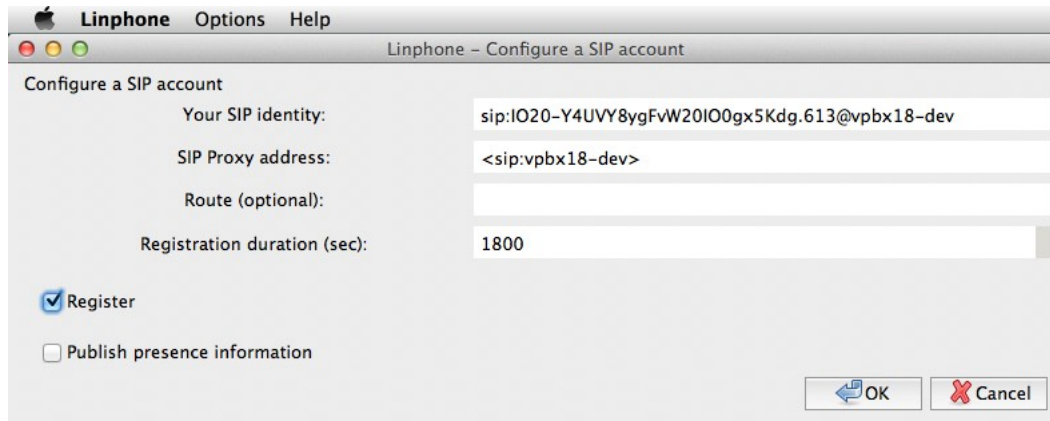 Linphone Options Help
Linphone – Configure a SIP account
Configure a SIP account
Your SIP identity: sip:IO20-Y4UVY8ygFvW20IO0gx5Kdg.613@vpbx18-dev
SIP Proxy address: <sip:vpbx18-dev>
Route (optional):
Registration duration (sec): 1800
Register
Publish presence information
OK Cancel